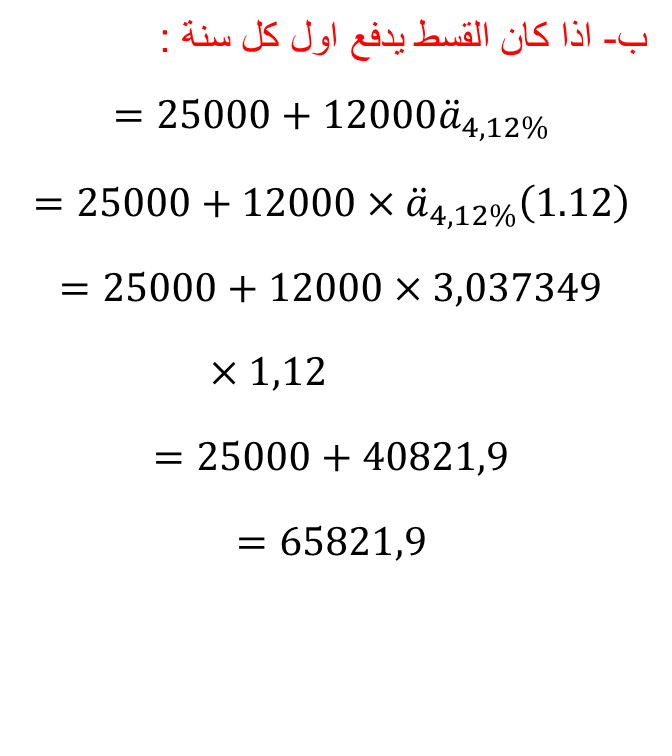 ب- اذا كان القسط يدفع اول كل سنة :
= 25000 + 12000ä₄,₁₂%
= 25000 + 12000 × ä₄,₁₂%(1.12)
= 25000 + 12000 × 3,037349
× 1,12
= 25000 + 40821,9
= 65821,9